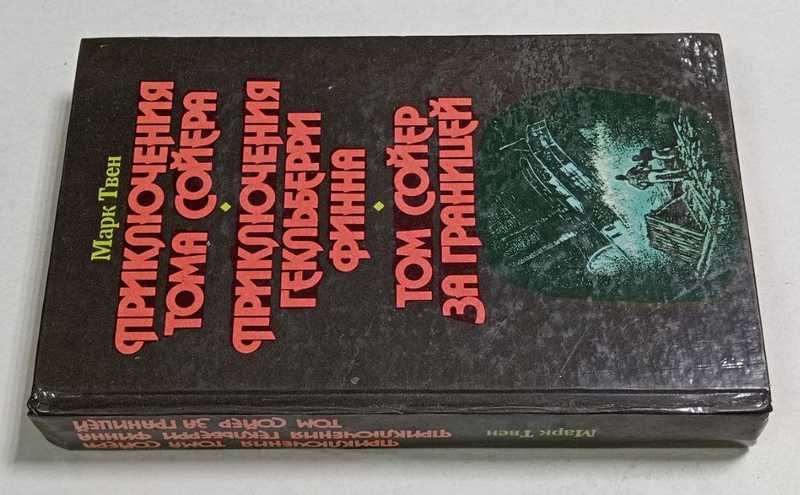 Марк Твен
ПРИКЛЮЧЕНИЯ
ТОМА СОЙЕРА
ПРИКЛЮЧЕНИЯ
ГЕКЛЬБЕРРИ
ФИННА
ТОМ СОЙЕР
ЗА ГРАНИЦЕЙ
Марк Твен
ПРИКЛЮЧЕНИЯ ТОМА СОЙЕРА
ПРИКЛЮЧЕНИЯ ГЕКЛЬБЕРРИ ФИННА
ТОМ СОЙЕР ЗА ГРАНИЦЕЙ